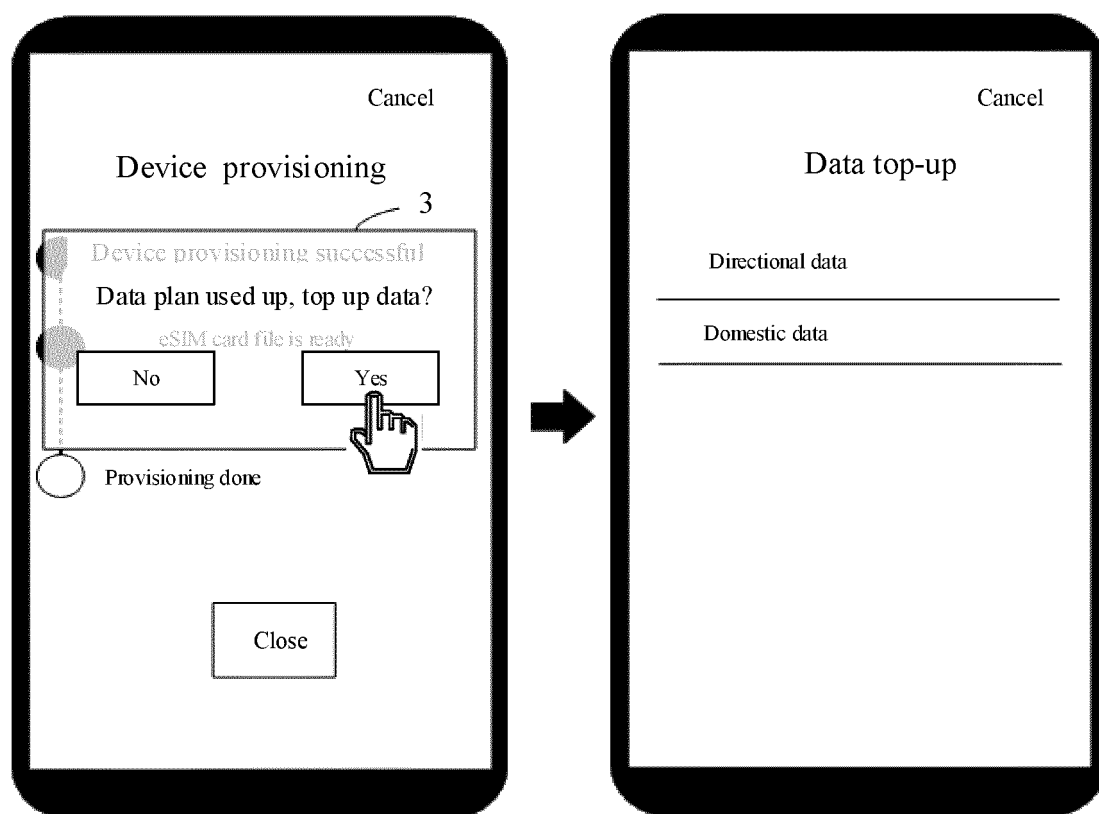 Cancel
Device provisioning
3
Device provisioning successful
Data plan used up, top up data?
eSIM card file is ready
No
Yes
Provisioning done
Close
Cancel
Data top-up
Directional data
Domestic data